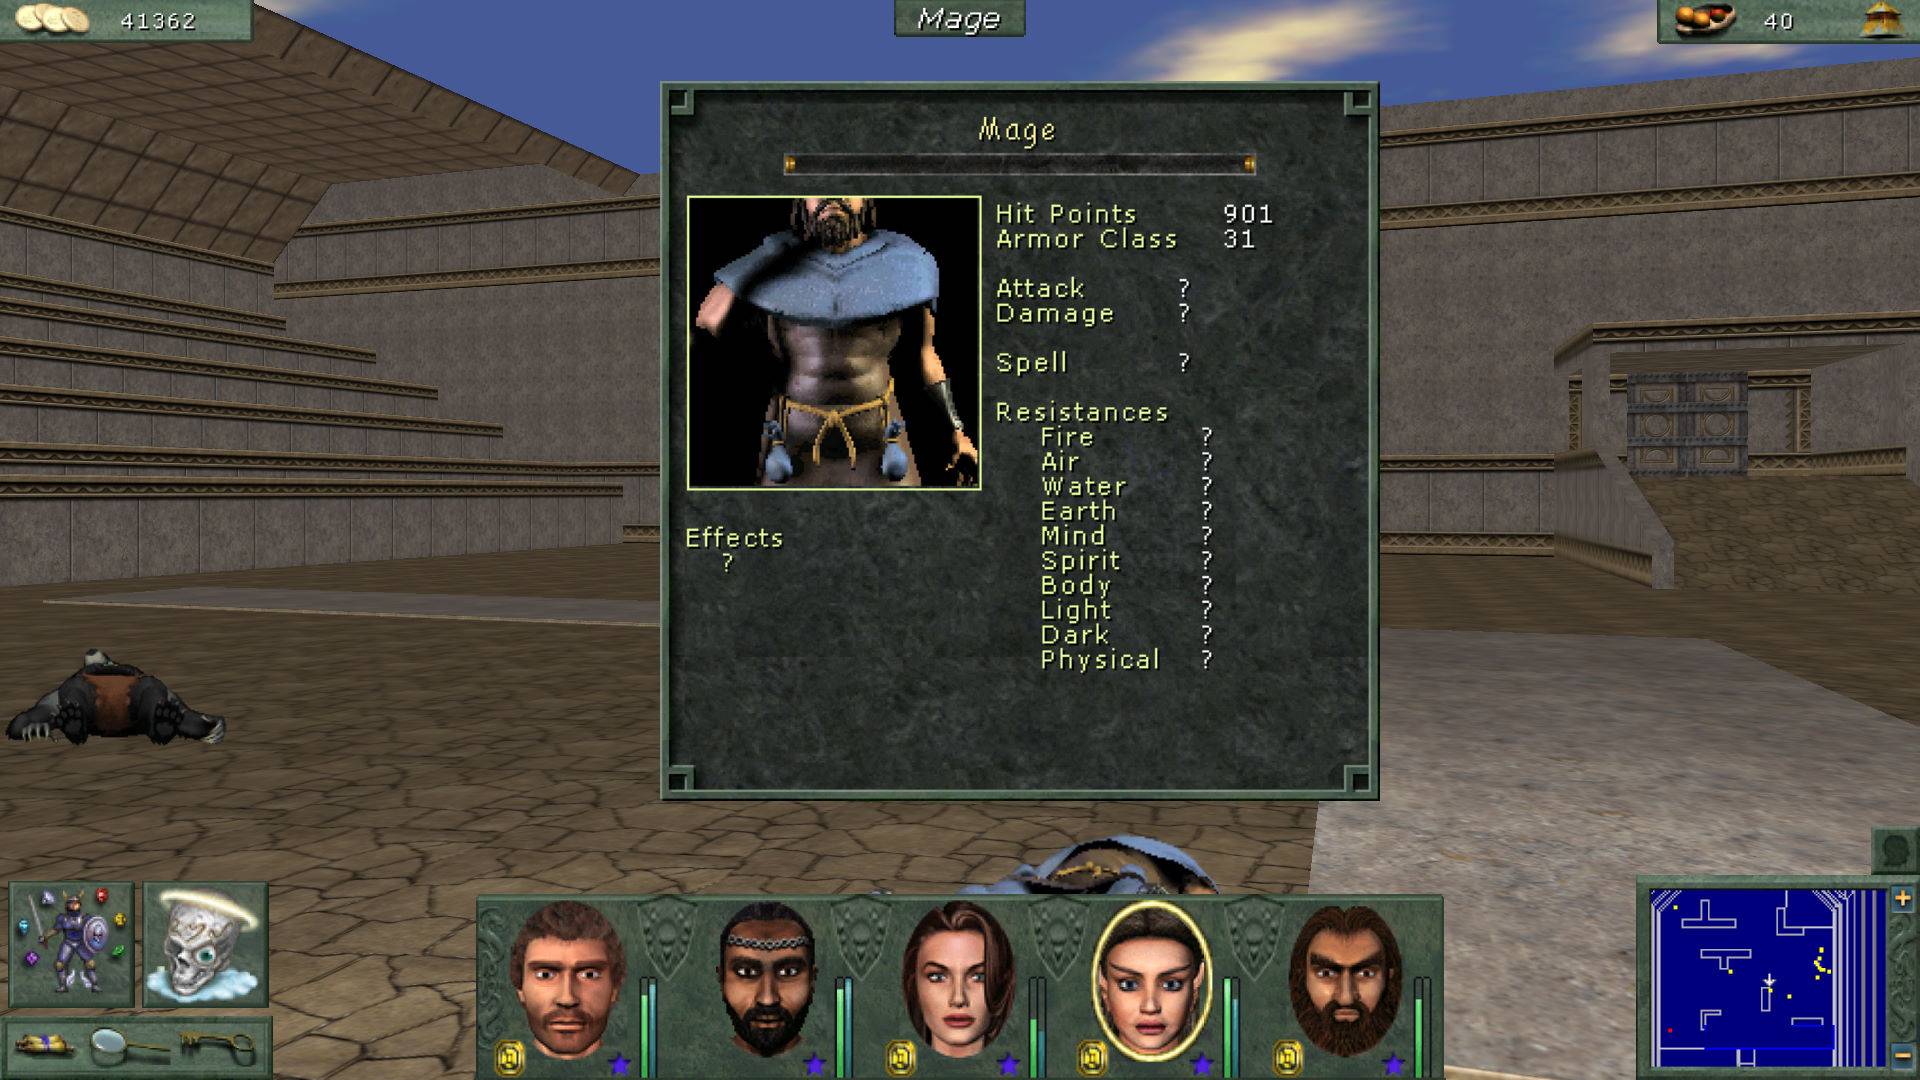 41362
Mage
40
Mage
Hit Points 901
Armor Class 31
Attack ?
Damage ?
Spell ?
Resistances
Fire ?
Air ?
Water ?
Earth ?
Mind ?
Spirit ?
Body ?
Light ?
Dark ?
Physical ?
Effects
?
+
-